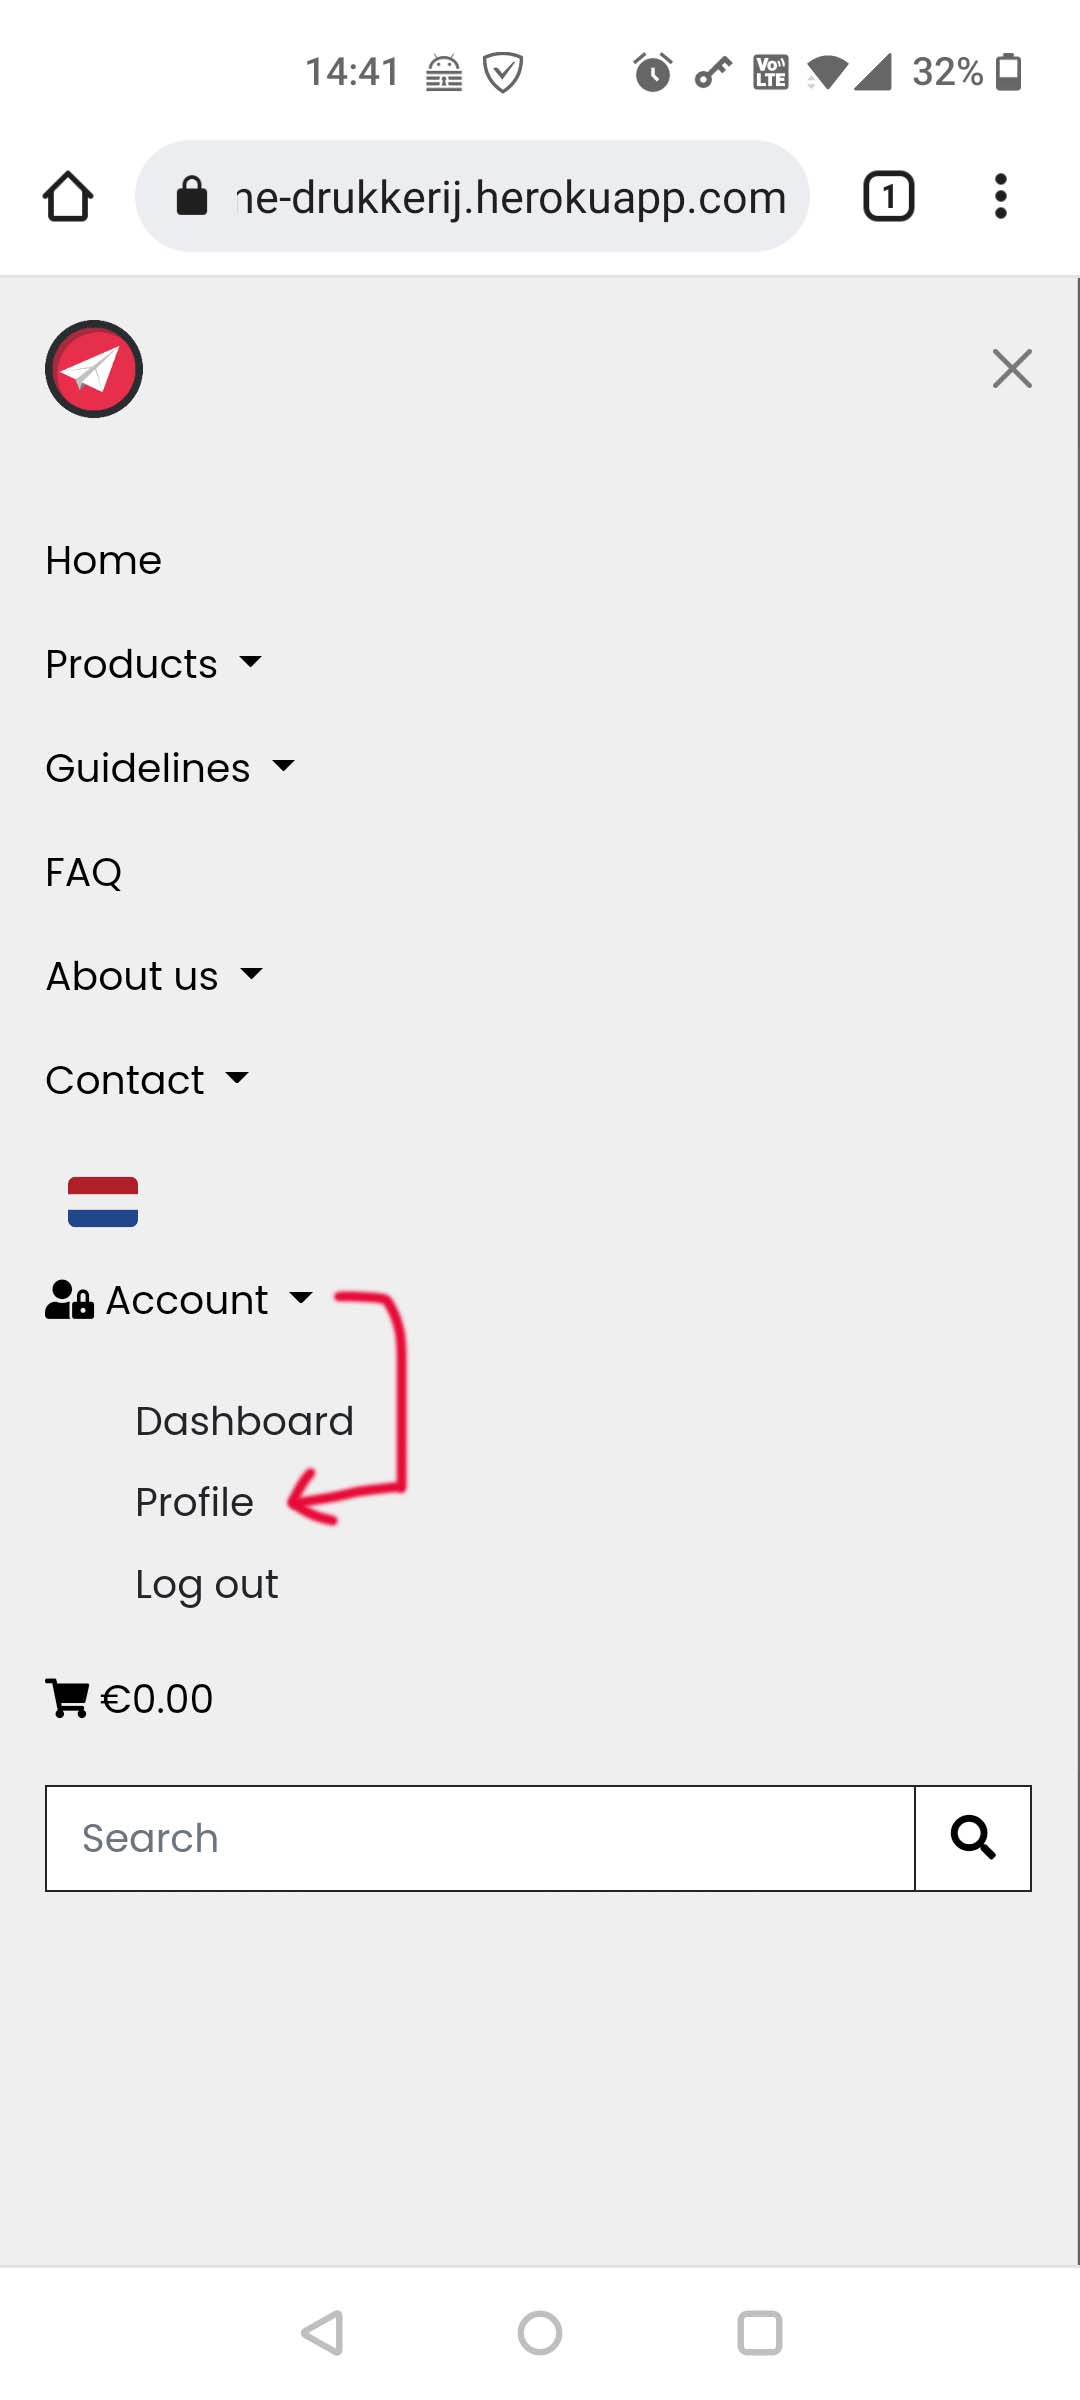 14:41 Vo LTE 32%
ne-drukkerij.herokuapp.com 1
Home
Products
Guidelines
FAQ
About us
Contact
Account
Dashboard
Profile
Log out
€0.00
Search